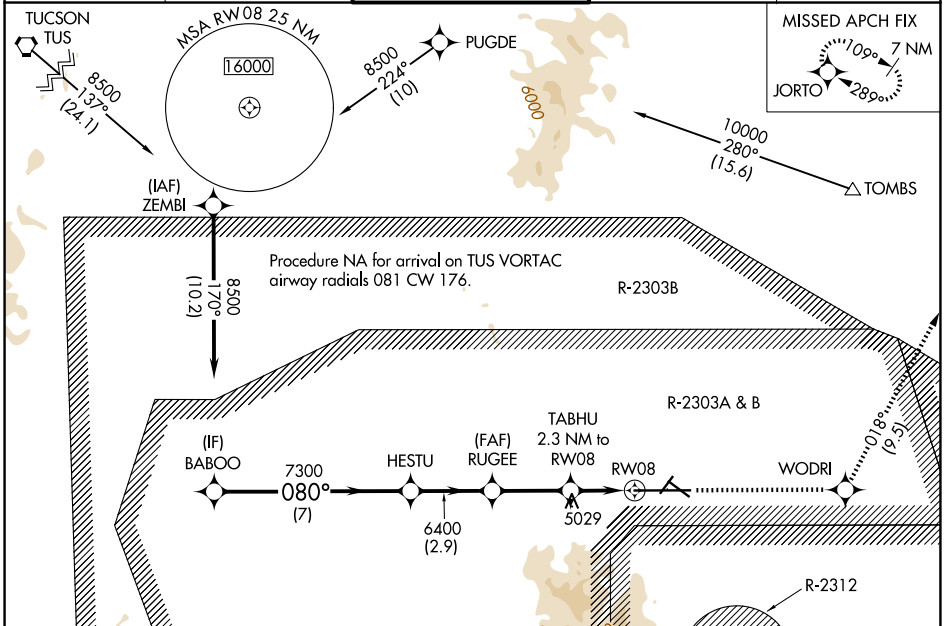 TUCSON
TUS
8500
137°
(24.1)
MSA RW08 25 NM
16000
8500
224°
(10)
PUGDE
6000
MISSED APCH FIX
109°
7 NM
JORTO
289°
10000
280°
(15.6)
TOMBS
(IAF)
ZEMBI
8500
170°
(10.2)
Procedure NA for arrival on TUS VORTAC
airway radials 081 CW 176.
R-2303B
R-2303A & B
018°
(9.5)
(IF)
BABOO
7300
080°
(7)
HESTU
6400
(2.9)
(FAF)
RUGEE
TABHU
2.3 NM to
RW08
5029
RW08
WODRI
R-2312